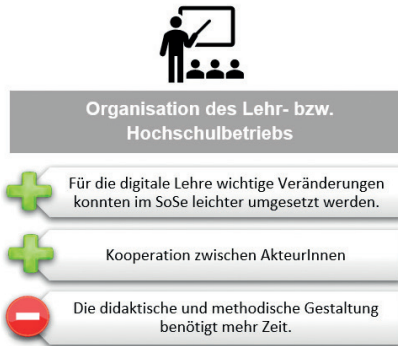 Organisation des Lehr- bzw.
Hochschulbetriebs
Für die digitale Lehre wichtige Veränderungen
konnten im SoSe leichter umgesetzt werden.
Kooperation zwischen AkteurInnen
Die didaktische und methodische Gestaltung
benötigt mehr Zeit.